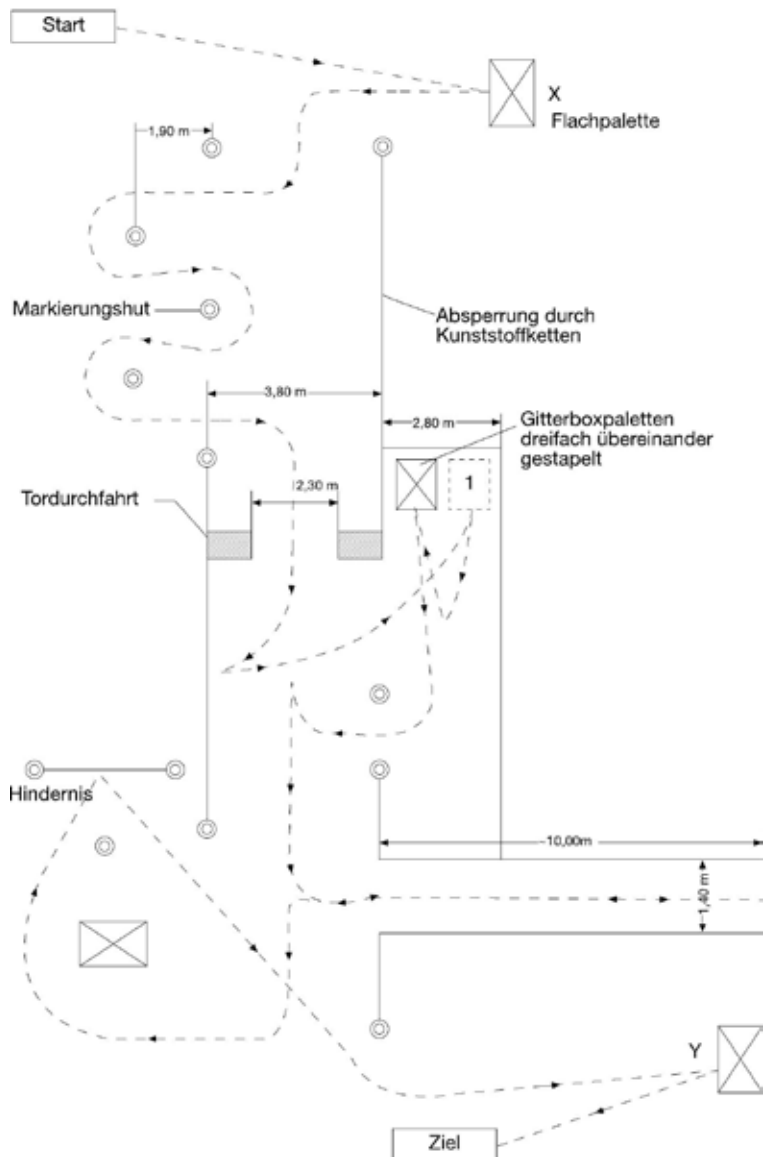 Start
X
Flachpalette
1,90 m
Markierungshut
Absperrung durch
Kunststoffketten
3,80 m
2,80 m
Gitterboxpaletten
dreifach übereinander
gestapelt
Tordurchfahrt
2,30 m
1
Hindernis
10,00m
1,40 m
Y
Ziel